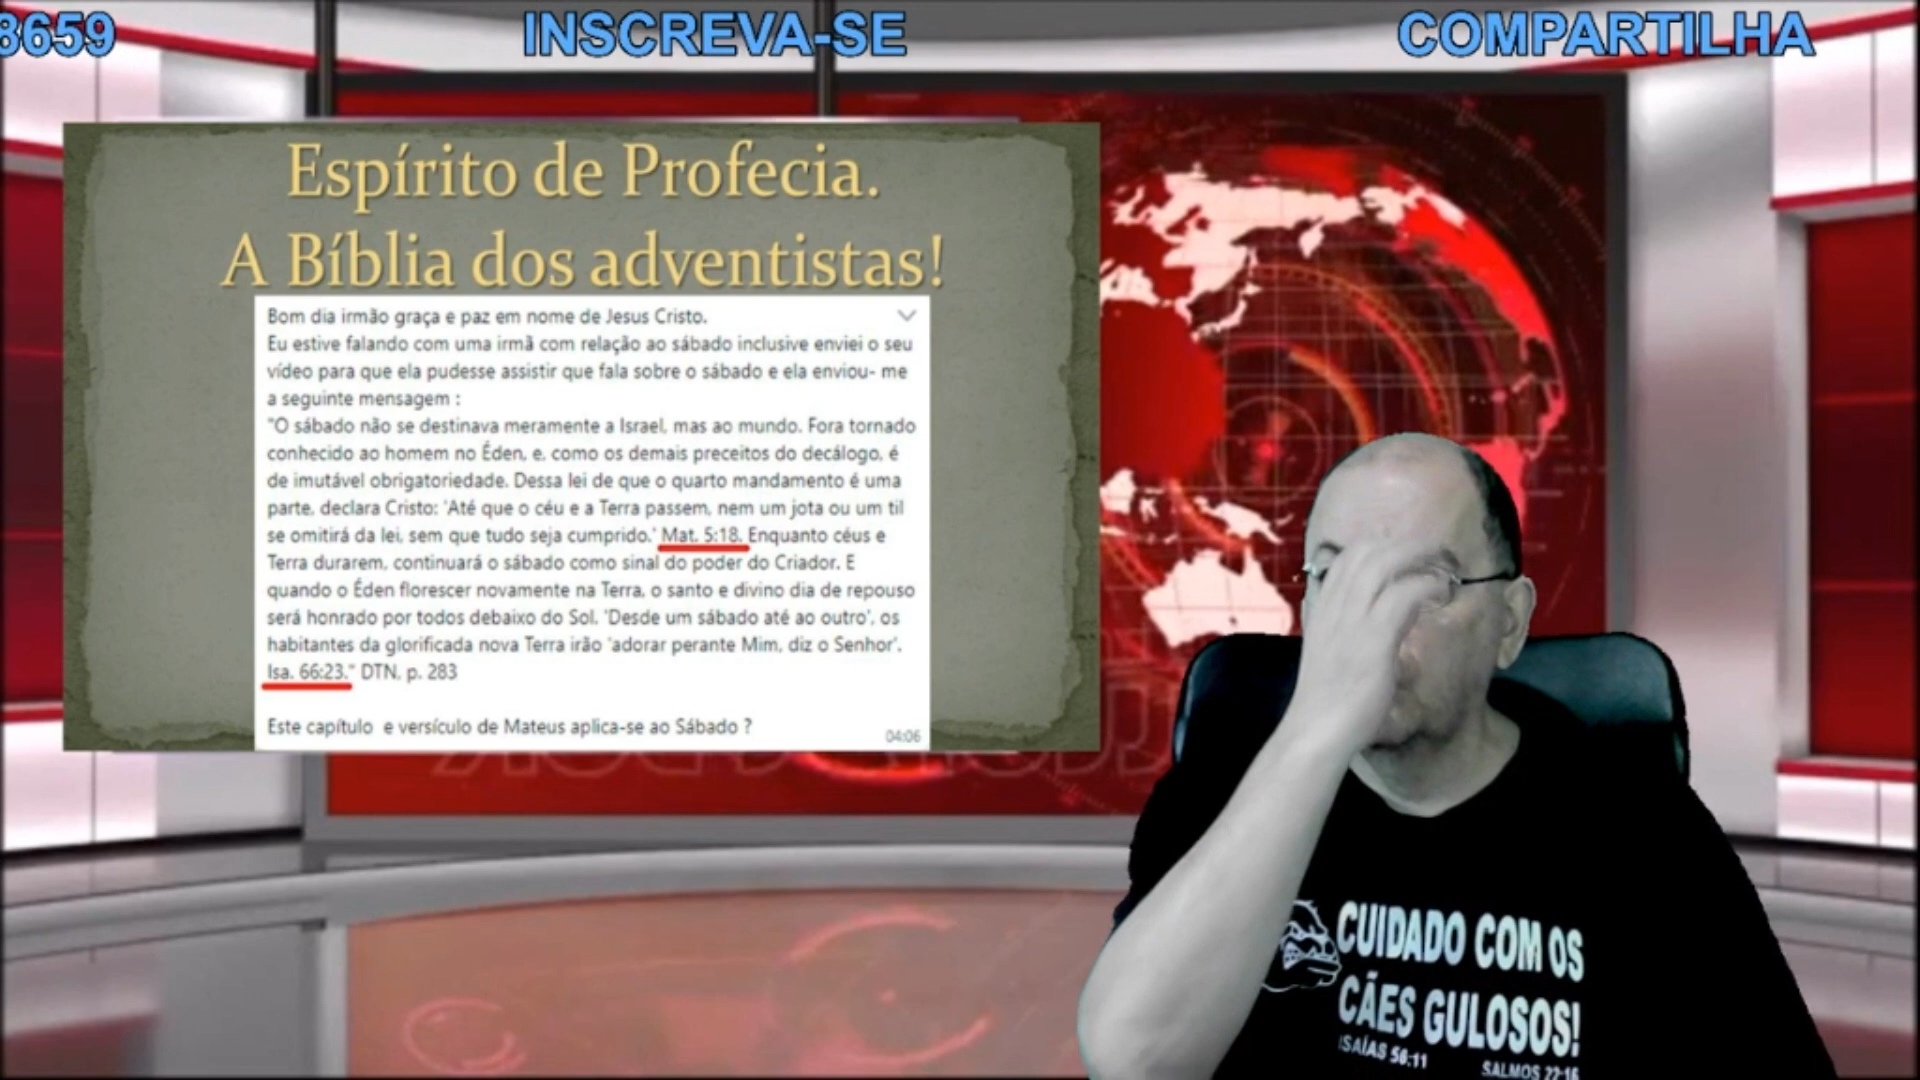 8659 INSCREVA-SE COMPARTILHA
Espírito de Profecia.
A Bíblia dos adventistas!
Bom dia irmão graça e paz em nome de Jesus Cristo.
Eu estive falando com uma irmã com relação ao sábado inclusive enviei o seu
vídeo para que ela pudesse assistir que fala sobre o sábado e ela enviou- me
a seguinte mensagem :
"O sábado não se destinava meramente a Israel, mas ao mundo. Fora tornado
conhecido ao homem no Éden, e, como os demais preceitos do decálogo, é
de imutável obrigatoriedade. Dessa lei de que o quarto mandamento é uma
parte, declara Cristo: 'Até que o céu e a Terra passem, nem um jota ou um til
se omitirá da lei, sem que tudo seja cumprido.' Mat. 5:18. Enquanto céus e
Terra durarem, continuará o sábado como sinal do poder do Criador. E
quando o Éden florescer novamente na Terra, o santo e divino dia de repouso
será honrado por todos debaixo do Sol. 'Desde um sábado até ao outro', os
habitantes da glorificada nova Terra irão 'adorar perante Mim, diz o Senhor'.
Isa. 66:23." DTN. p. 283
Este capítulo e versículo de Mateus aplica-se ao Sábado ?
04:06
CUIDADO COM OS
CÃES GULOSOS!
ISAÍAS 56:11 SALMOS 22:16